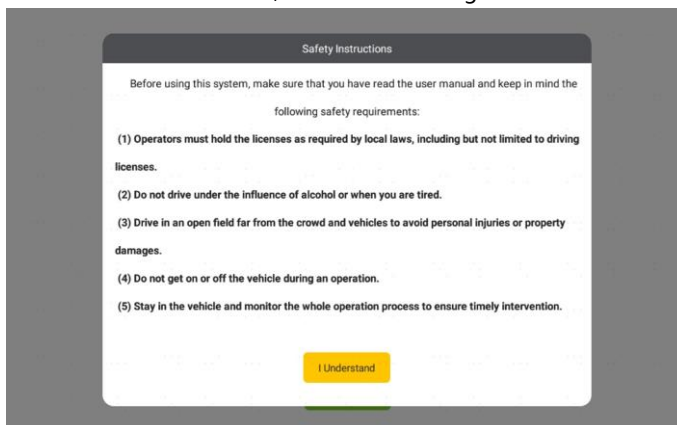 Safety Instructions
Before using this system, make sure that you have read the user manual and keep in mind the
following safety requirements:
(1) Operators must hold the licenses as required by local laws, including but not limited to driving
licenses.
(2) Do not drive under the influence of alcohol or when you are tired.
(3) Drive in an open field far from the crowd and vehicles to avoid personal injuries or property
damages.
(4) Do not get on or off the vehicle during an operation.
(5) Stay in the vehicle and monitor the whole operation process to ensure timely intervention.
I Understand